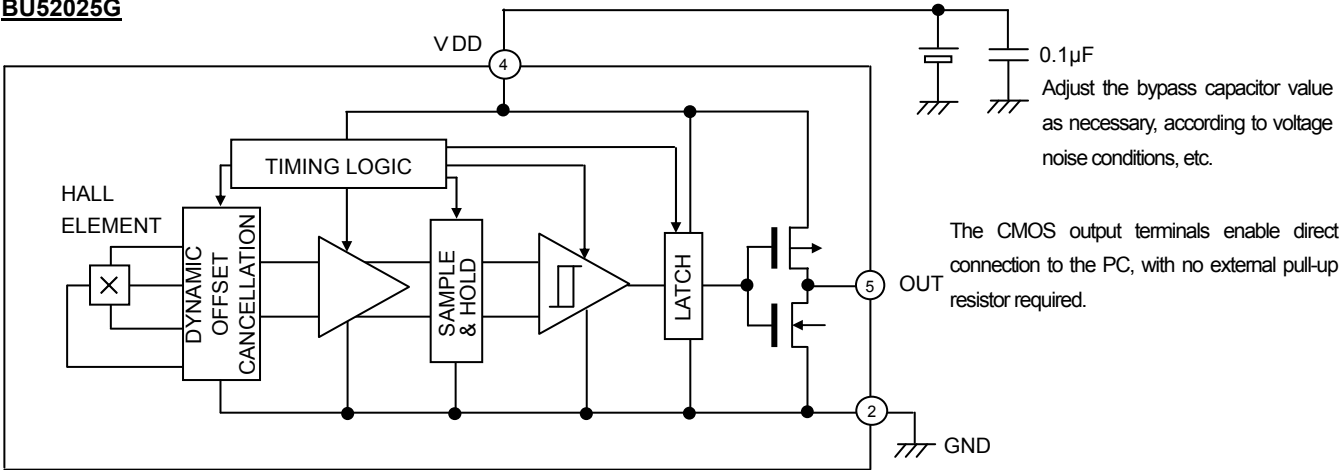 BU52025G
VDD
4
0.1µF
Adjust the bypass capacitor value
as necessary, according to voltage
noise conditions, etc.
TIMING LOGIC
HALL
ELEMENT
×
DYNAMIC
OFFSET
CANCELLATION
SAMPLE
& HOLD
LATCH
The CMOS output terminals enable direct
connection to the PC, with no external pull-up
resistor required.
5
OUT
2
GND